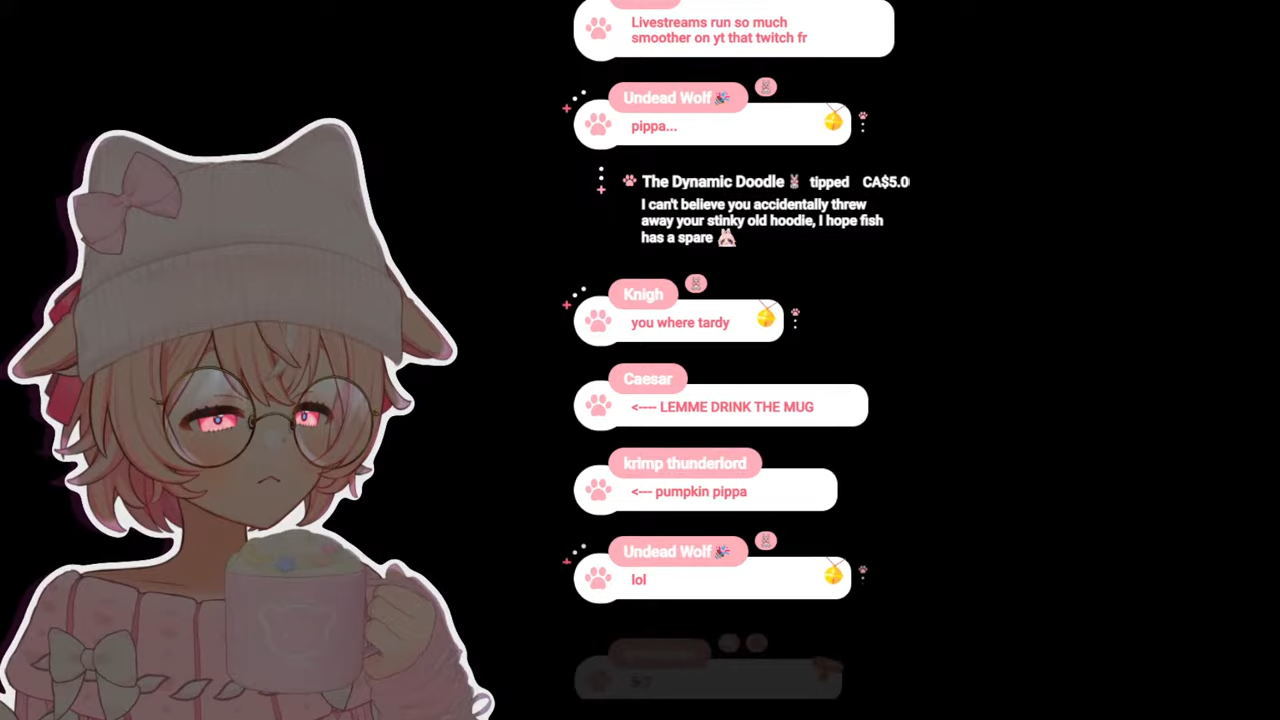 Livestreams run so much
smoother on yt that twitch fr
Undead Wolf🎉
pippa...
The Dynamic Doodle tipped CA$5.0
I can't believe you accidentally threw
away your stinky old hoodie, I hope fish
has a spare
Knigh
you where tardy
Caesar
<---- LEMME DRINK THE MUG
krimp thunderlord
<--- pumpkin pippa
Undead Wolf🎉
lol